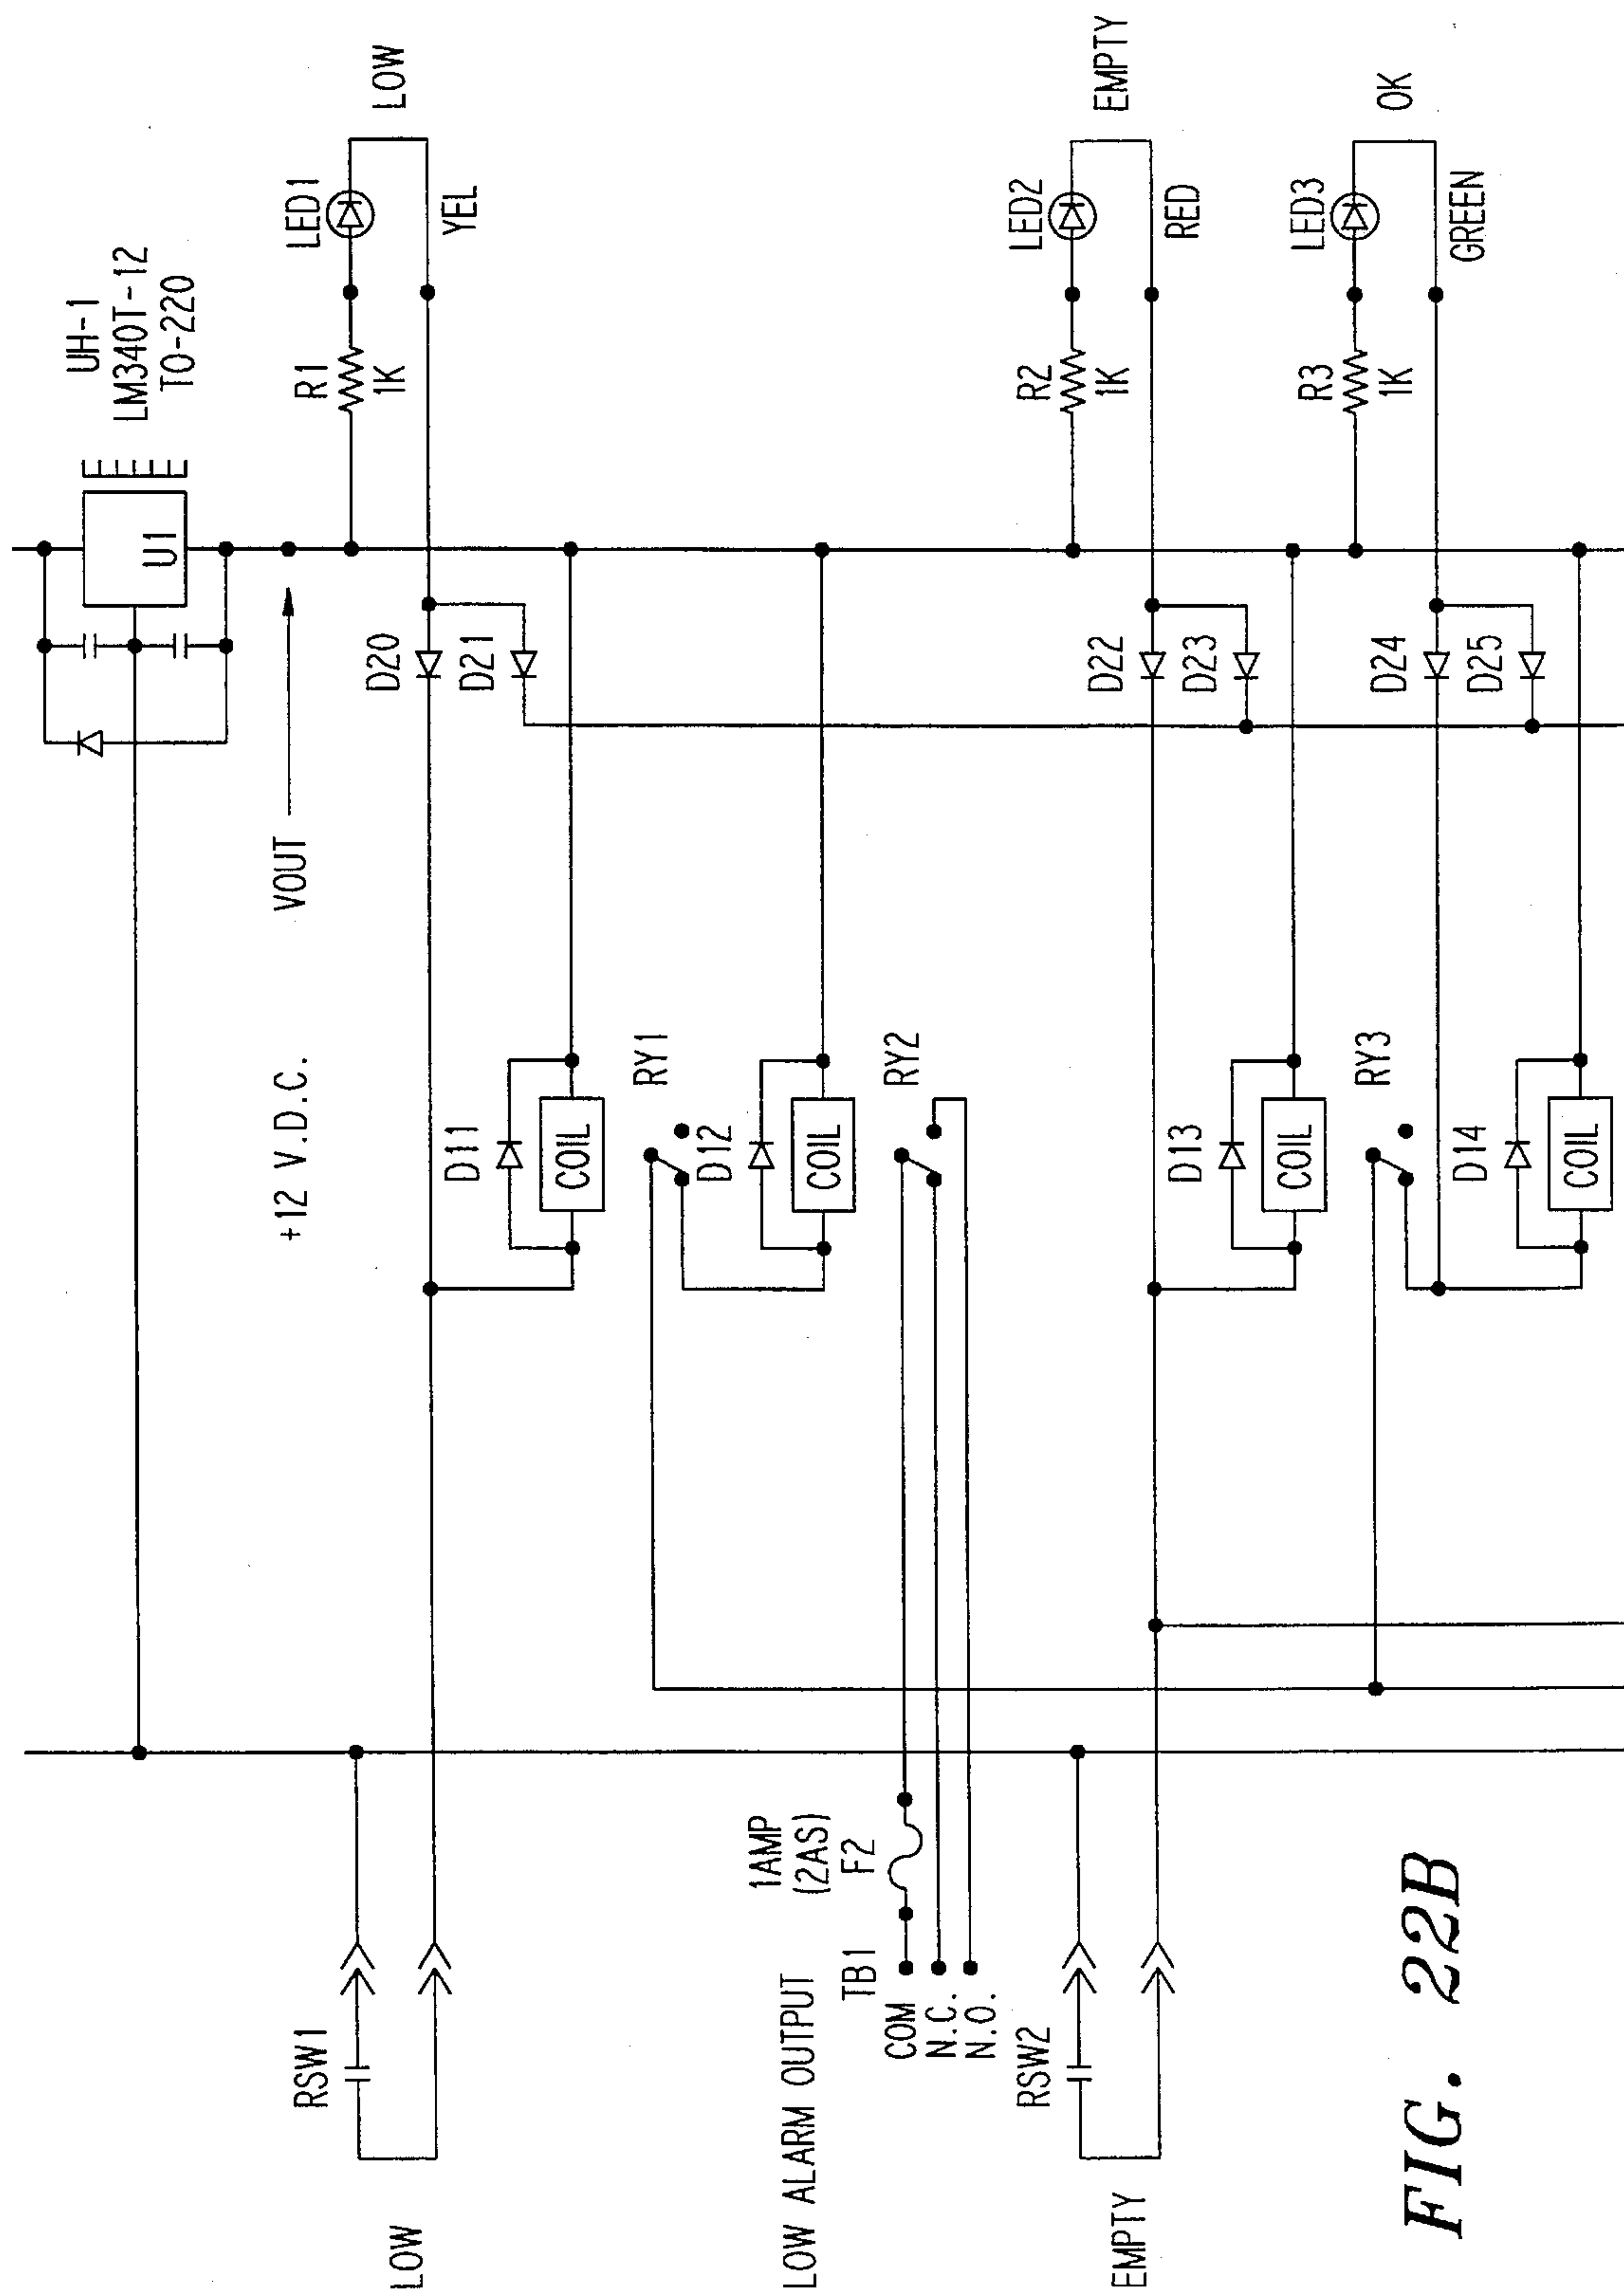 UH-1
LM340T-12
TO-220
U1
+12 V.D.C.
VOUT
LED1
LOW
R1
1K
YEL
RSW1
LOW
D20
D21
D11
COIL
RY1
D12
COIL
RY2
1AMP
(2AS)
F2
LOW ALARM OUTPUT
TB1
COM
N.C.
N.O.
LED2
EMPTY
R2
1K
RED
RSW2
EMPTY
D22
D23
D13
COIL
RY3
LED3
OK
R3
1K
GREEN
D24
D25
D14
COIL
FIG. 22B